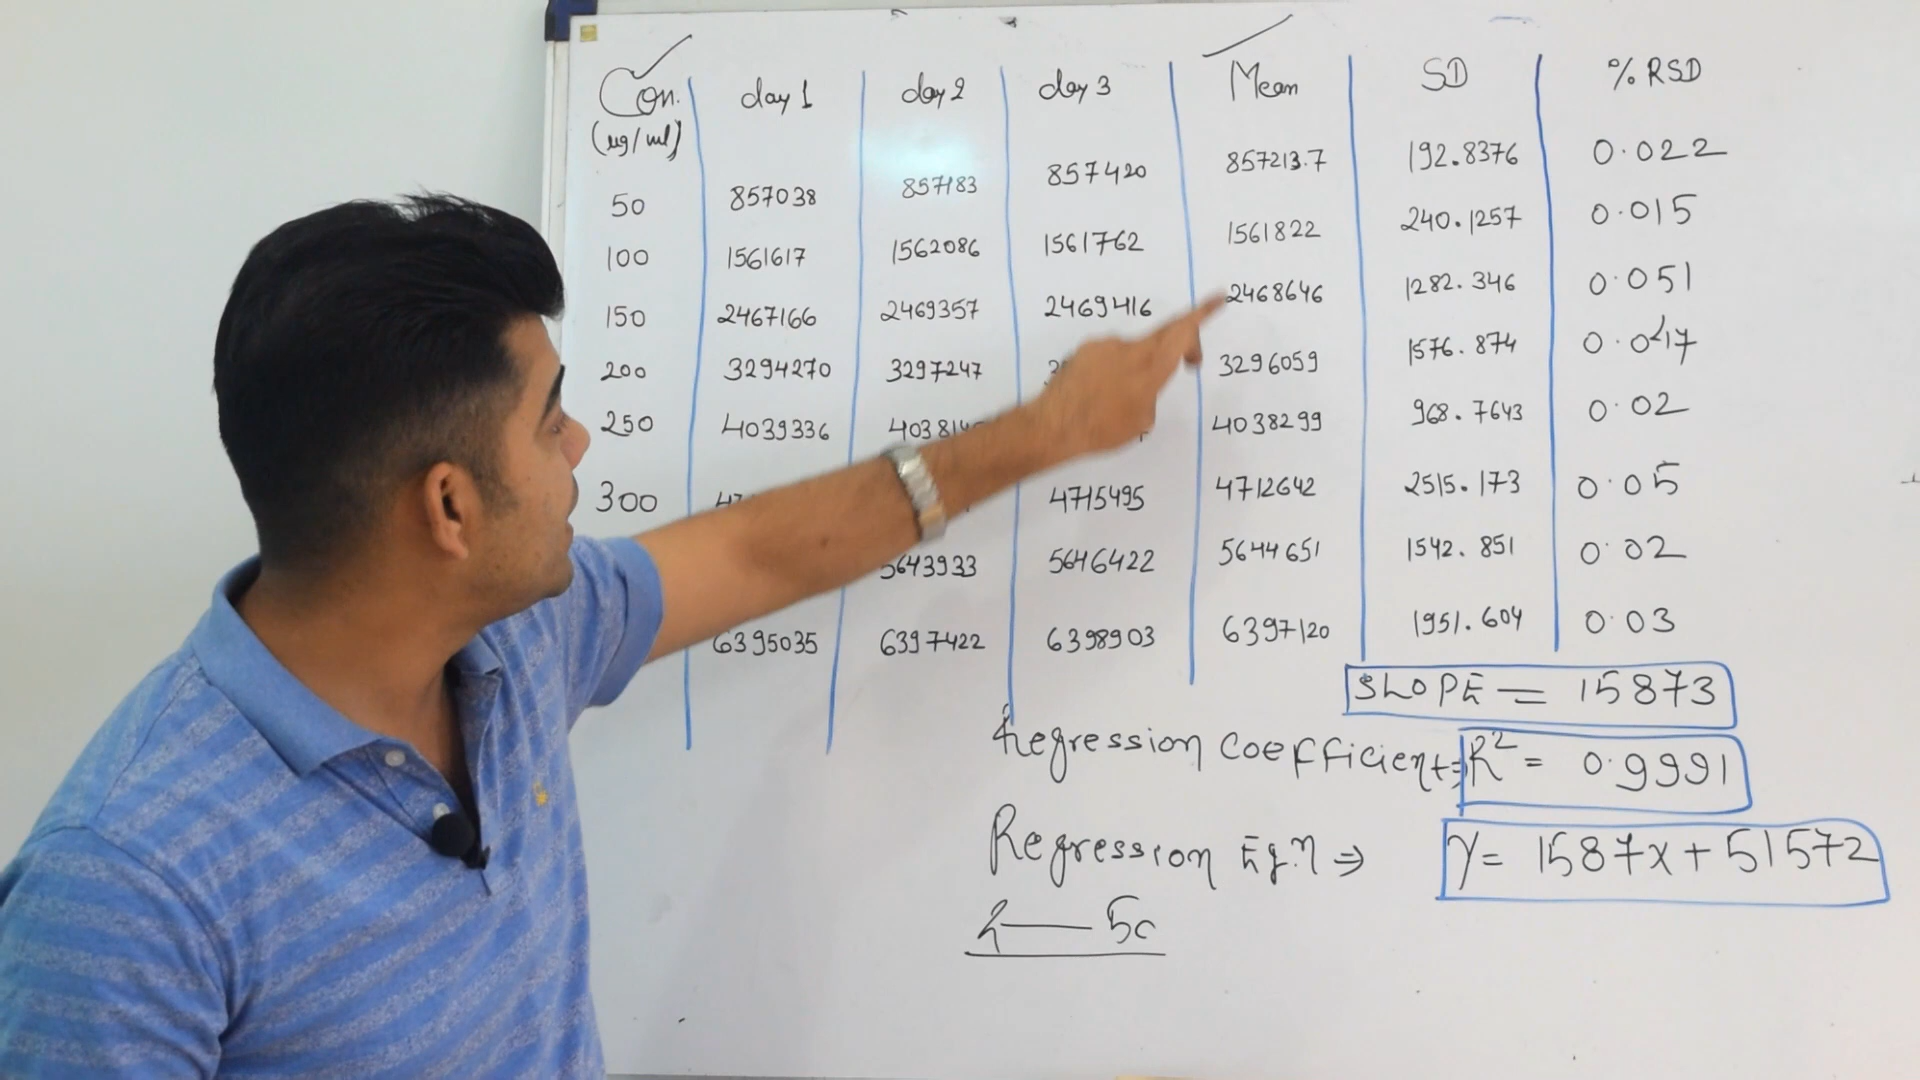 Con. day 1 day 2 day 3 Mean SD % RSD
(ug/ml)
50 857038 857183 857420 857213.7 192.8376 0.022
100 1561617 1562086 1561762 1561822 240.1257 0.015
150 2467166 2469357 2469416 2468646 1282.346 0.051
200 3294270 3297247 3296059 1576.874 0.047
250 4039336 4038299 968.7643 0.02
300 4715495 4712642 2515.173 0.05
5643933 5646422 5644651 1542.851 0.02
6395035 6397422 6398903 6397120 1951.604 0.03
SLOPE = 15873
Regression coefficient = R² = 0.9991
Regression Eq.n ⇒ Y = 1587x + 51572